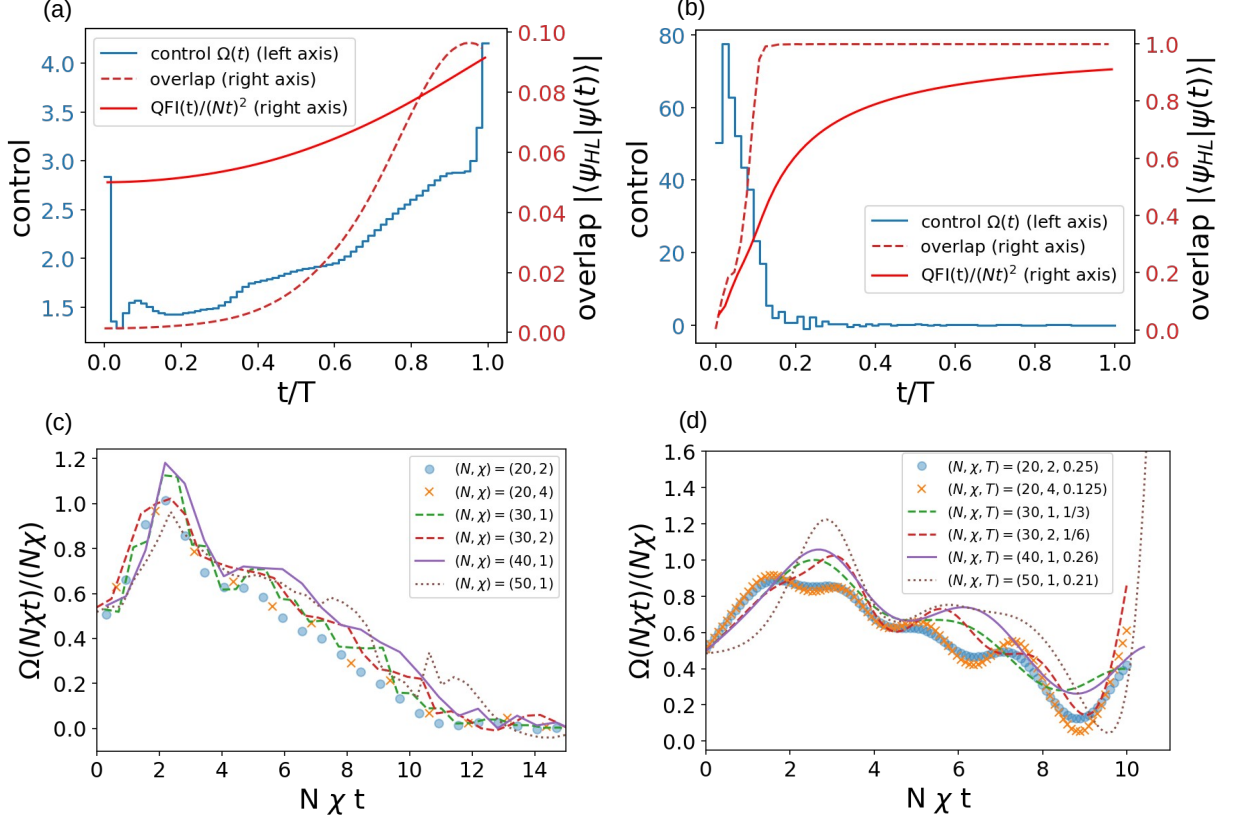 (a)
control Ω(t) (left axis)
overlap (right axis)
QFI(t)/(Nt)² (right axis)
control
4.0
3.5
3.0
2.5
2.0
1.5
0.10
0.08
0.06
0.04
0.02
0.00
overlap |⟨ψ_HL|ψ(t)⟩|
0.0 0.2 0.4 0.6 0.8 1.0
t/T
(b)
control
80
60
40
20
0
control Ω(t) (left axis)
overlap (right axis)
QFI(t)/(Nt)² (right axis)
1.0
0.8
0.6
0.4
0.2
0.0
overlap |⟨ψ_HL|ψ(t)⟩|
0.0 0.2 0.4 0.6 0.8 1.0
t/T
(c)
Ω(Nχt)/(Nχ)
1.2
1.0
0.8
0.6
0.4
0.2
0.0
(N, χ) = (20, 2)
(N, χ) = (20, 4)
(N, χ) = (30, 1)
(N, χ) = (30, 2)
(N, χ) = (40, 1)
(N, χ) = (50, 1)
0 2 4 6 8 10 12 14
N χ t
(d)
Ω(Nχt)/(Nχ)
1.6
1.4
1.2
1.0
0.8
0.6
0.4
0.2
0.0
(N, χ, T) = (20, 2, 0.25)
(N, χ, T) = (20, 4, 0.125)
(N, χ, T) = (30, 1, 1/3)
(N, χ, T) = (30, 2, 1/6)
(N, χ, T) = (40, 1, 0.26)
(N, χ, T) = (50, 1, 0.21)
0 2 4 6 8 10
N χ t